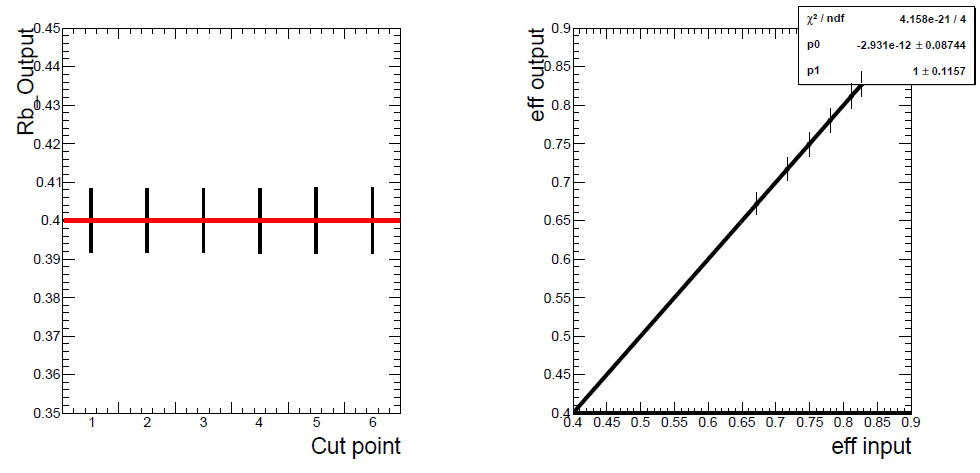 Rb_Output
0.45
0.44
0.43
0.42
0.41
0.4
0.39
0.38
0.37
0.36
0.35
1 2 3 4 5 6
Cut point
eff output
0.9
0.85
0.8
0.75
0.7
0.65
0.6
0.55
0.5
0.45
0.4
0.4 0.45 0.5 0.55 0.6 0.65 0.7 0.75 0.8 0.85 0.9
eff input
χ² / ndf 4.158e-21 / 4
p0 -2.931e-12 ± 0.08744
p1 1 ± 0.1157